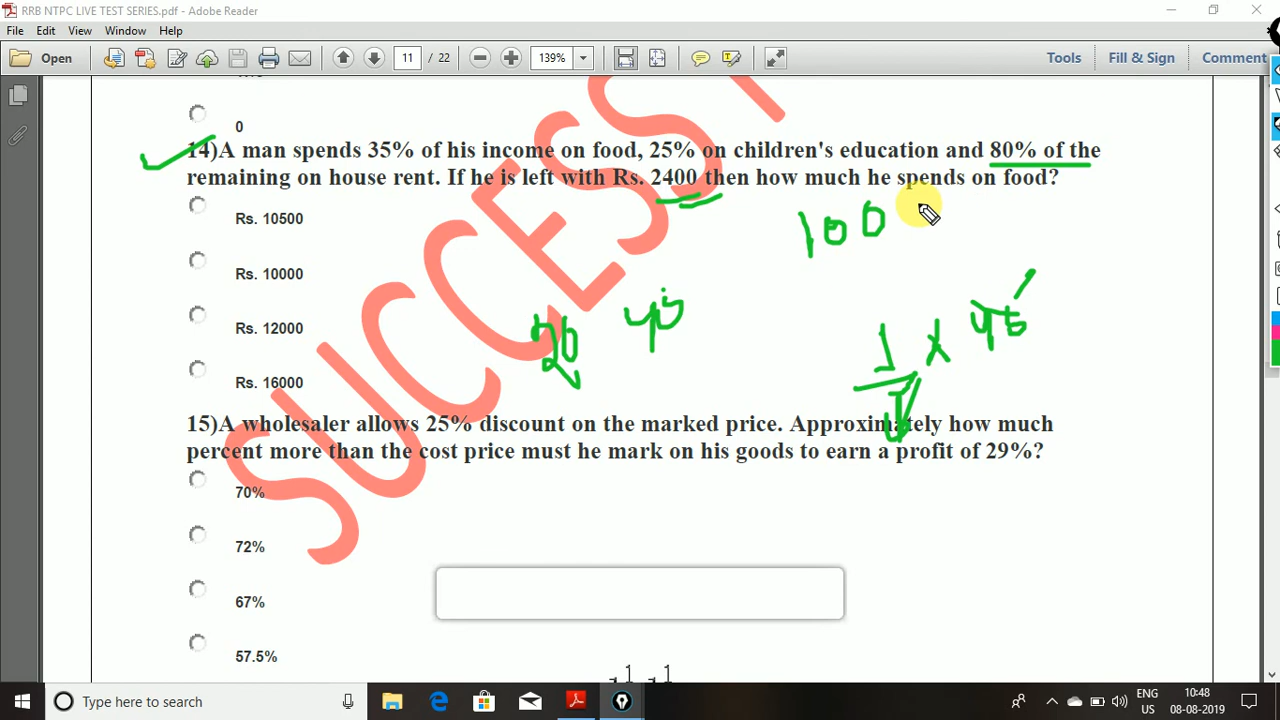 RRB NTPC LIVE TEST SERIES.pdf - Adobe Reader
File Edit View Window Help
Open 11 / 22 139% Tools Fill & Sign Comment
0
14)A man spends 35% of his income on food, 25% on children's education and 80% of the
remaining on house rent. If he is left with Rs. 2400 then how much he spends on food?
Rs. 10500
100
Rs. 10000
Rs. 12000
1 x 45
Rs. 16000
15)A wholesaler allows 25% discount on the marked price. Approximately how much
percent more than the cost price must he mark on his goods to earn a profit of 29%?
70%
72%
67%
57.5%
SUCCESS
Type here to search
ENG 10:48
US 08-08-2019